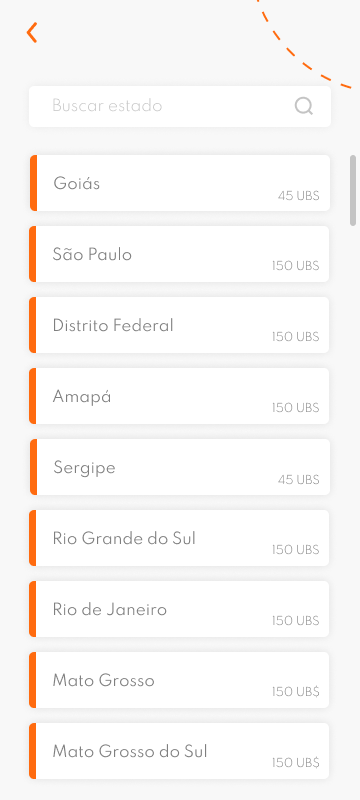 Buscar estado
Goiás
45 UBS
São Paulo
150 UBS
Distrito Federal
150 UBS
Amapá
150 UBS
Sergipe
45 UBS
Rio Grande do Sul
150 UBS
Rio de Janeiro
150 UBS
Mato Grosso
150 UB$
Mato Grosso do Sul
150 UB$